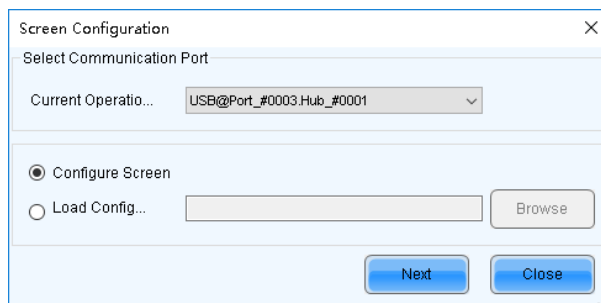 Screen Configuration
Select Communication Port
Current Operatio... USB@Port_#0003.Hub_#0001
Configure Screen
Load Config... Browse
Next Close